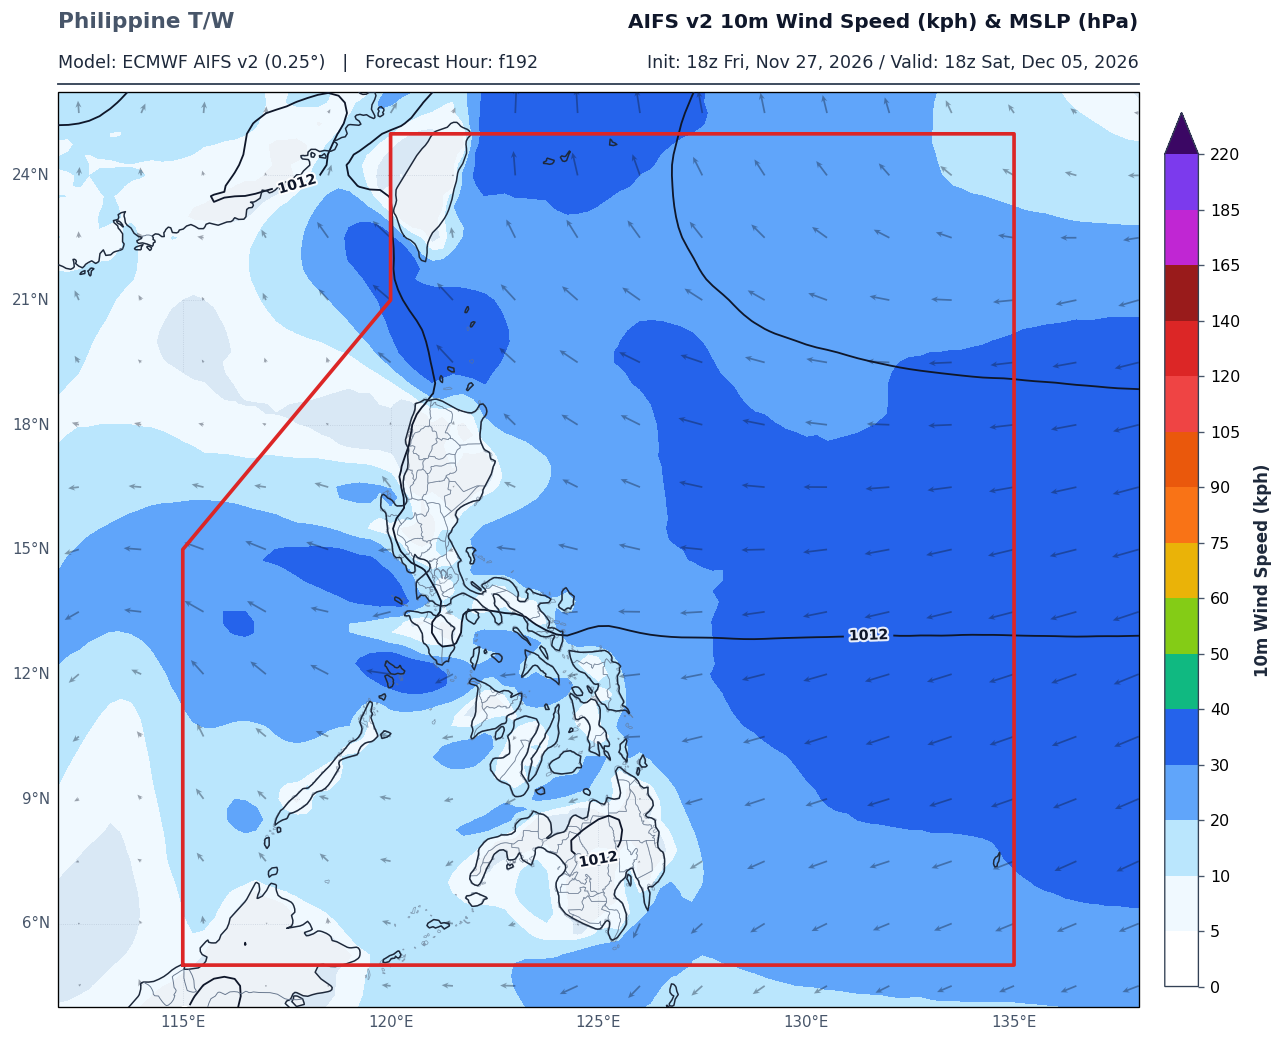 Philippine T/W
AIFS v2 10m Wind Speed (kph) & MSLP (hPa)
Model: ECMWF AIFS v2 (0.25°) | Forecast Hour: f192
Init: 18z Fri, Nov 27, 2026 / Valid: 18z Sat, Dec 05, 2026
24°N
21°N
18°N
15°N
12°N
9°N
6°N
1012
1012
1012
115°E
120°E
125°E
130°E
135°E
220
185
165
140
120
105
90
75
60
50
40
30
20
10
5
0
10m Wind Speed (kph)